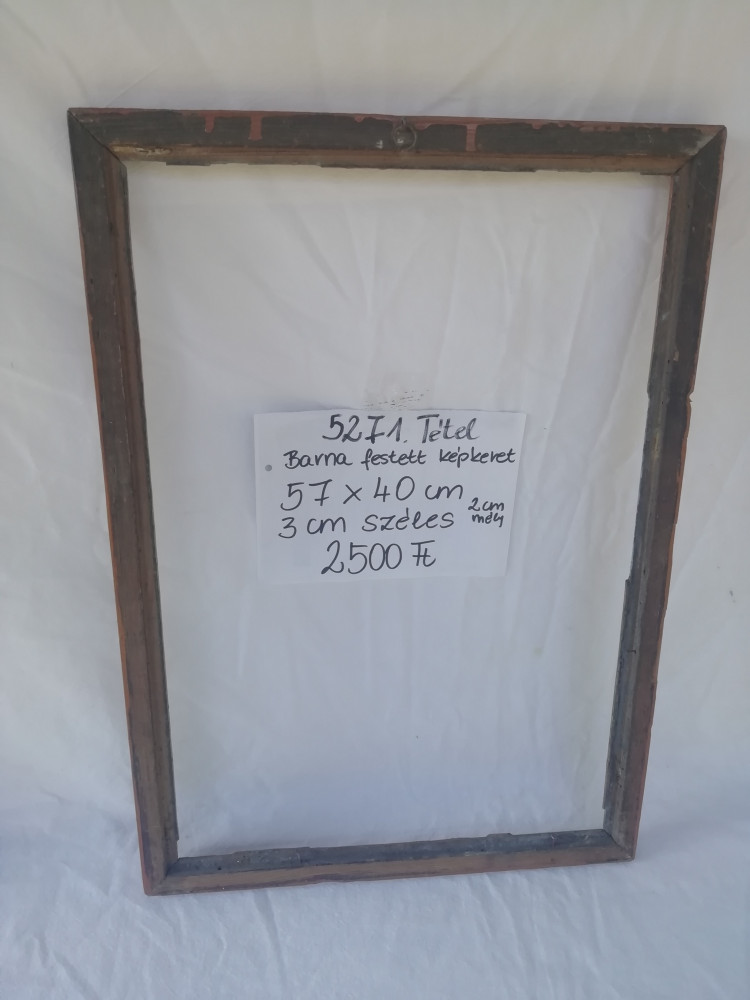 5271. Tétel
Barna festett képkeret
57 x 40 cm
3 cm széles 2 cm mély
2500 Ft